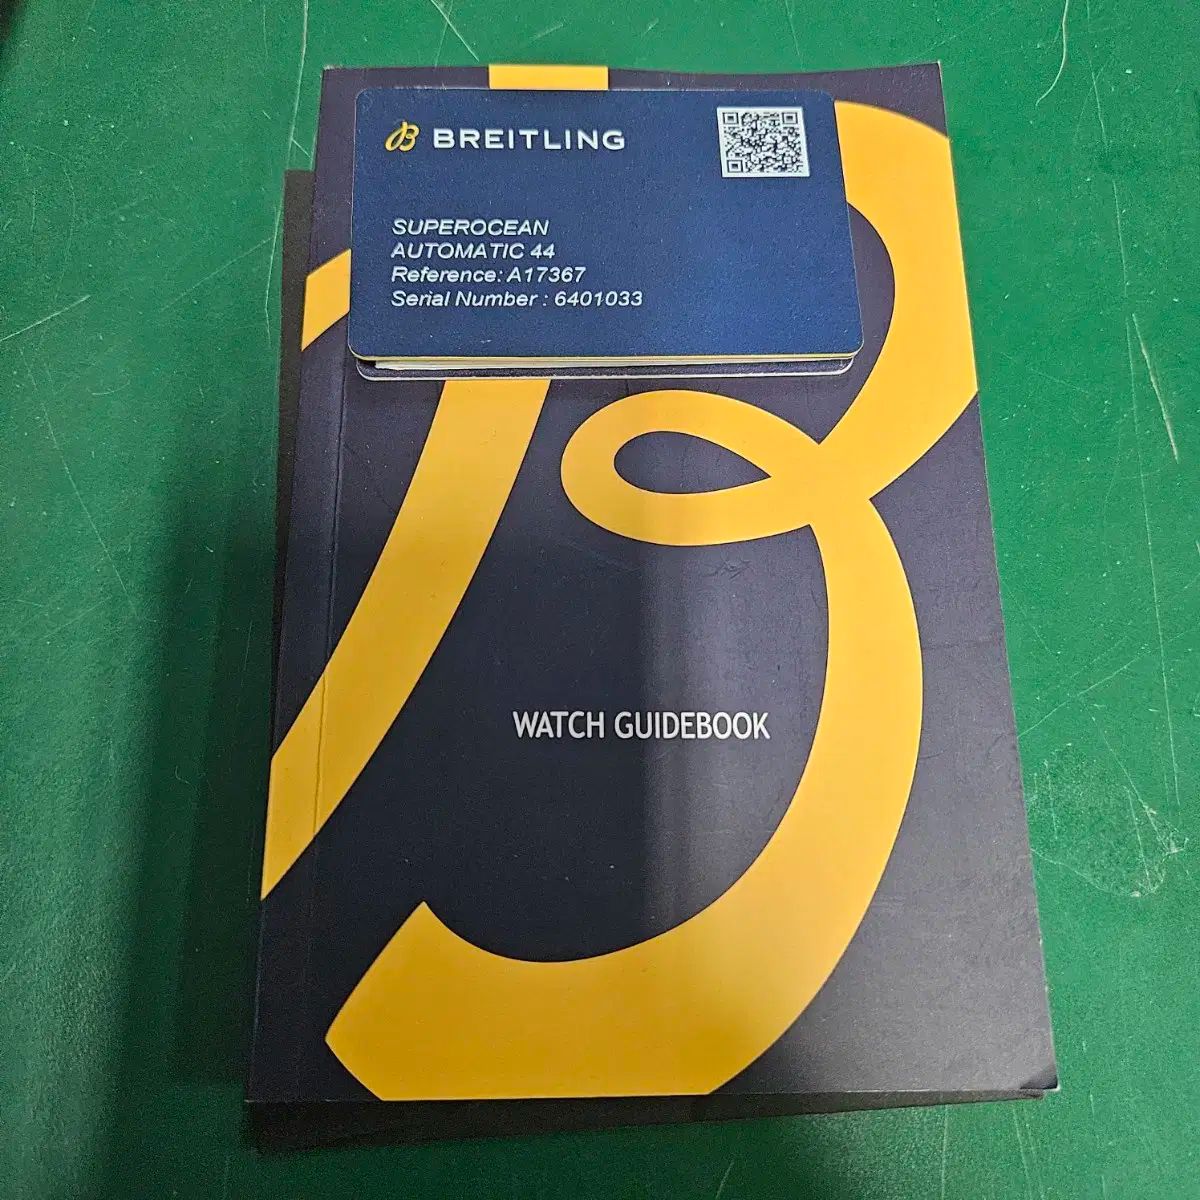 BREITLING
SUPEROCEAN
AUTOMATIC 44
Reference: A17367
Serial Number : 6401033
WATCH GUIDEBOOK